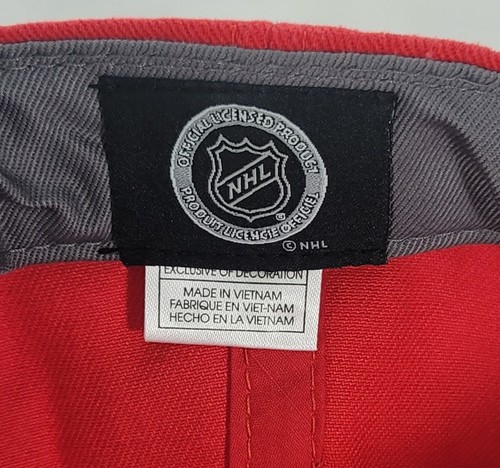 OFFICIAL LICENSED PRODUCT
NHL
®
PRODUIT LICENCIÉ OFFICIEL
© NHL
EXCLUSIVE OF DECORATION
MADE IN VIETNAM
FABRIQUE EN VIET-NAM
HECHO EN LA VIETNAM